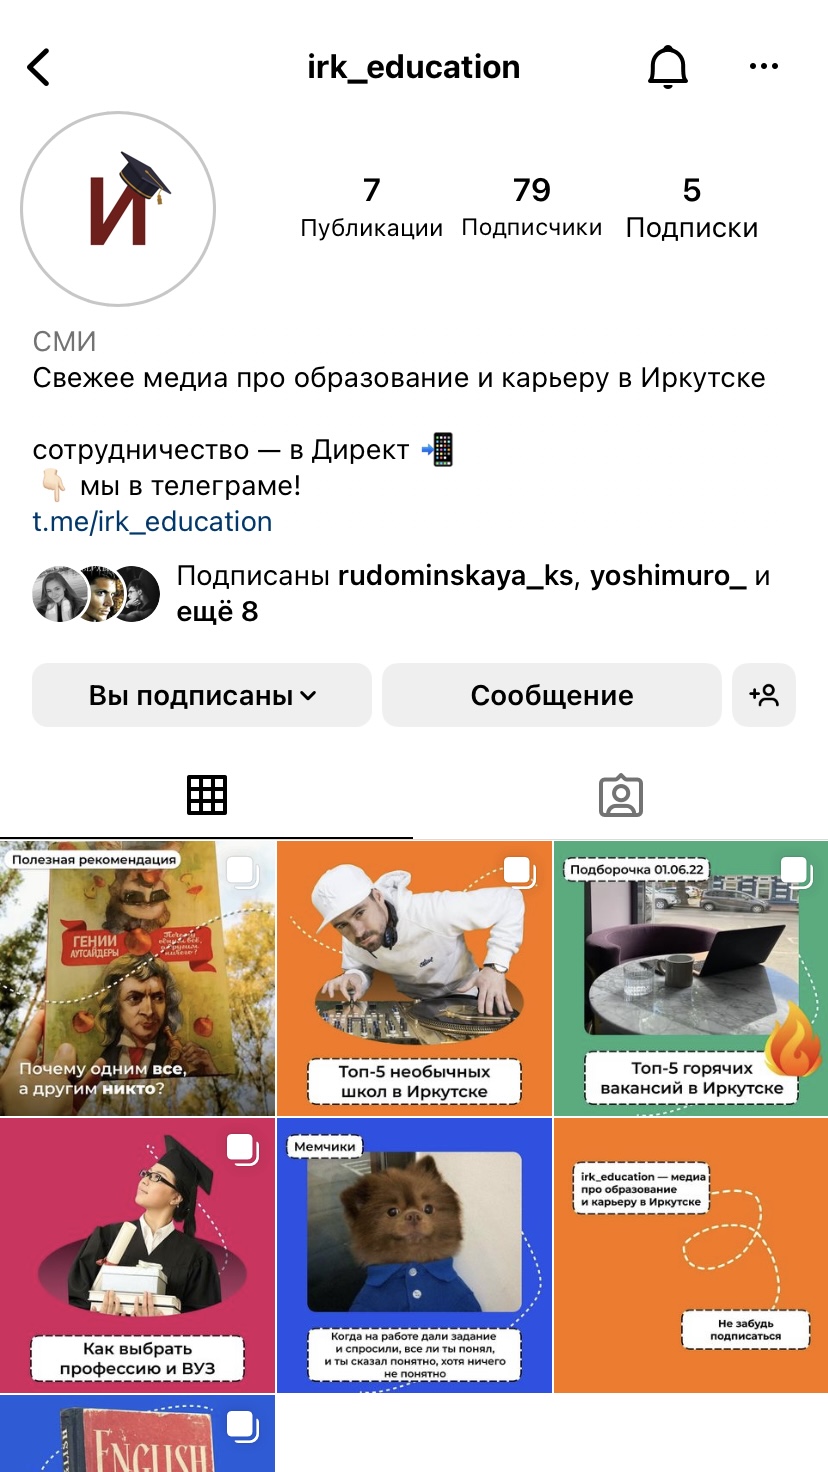 irk_education
И
7
79
5
Публикации
Подписчики
Подписки
СМИ
Свежее медиа про образование и карьеру в Иркутске
сотрудничество — в Директ
мы в телеграме!
t.me/irk_education
Подписаны rudominskaya_ks, yoshimuro_ и
ещё 8
Вы подписаны
Сообщение
Полезная рекомендация
ГЕНИИ
АУТСАЙДЕРЫ
Почему одним все,
а другим никто?
Топ-5 необычных
школ в Иркутске
Подборочка 01.06.22
Топ-5 горячих
вакансий в Иркутске
Как выбрать
профессию и ВУЗ
Мемчики
Когда на работе дали задание
и спросили, все ли ты понял,
и ты сказал понятно, хотя ничего
не понятно
irk_education — медиа
про образование
и карьеру в Иркутске
Не забудь
подписаться
ENGLISH